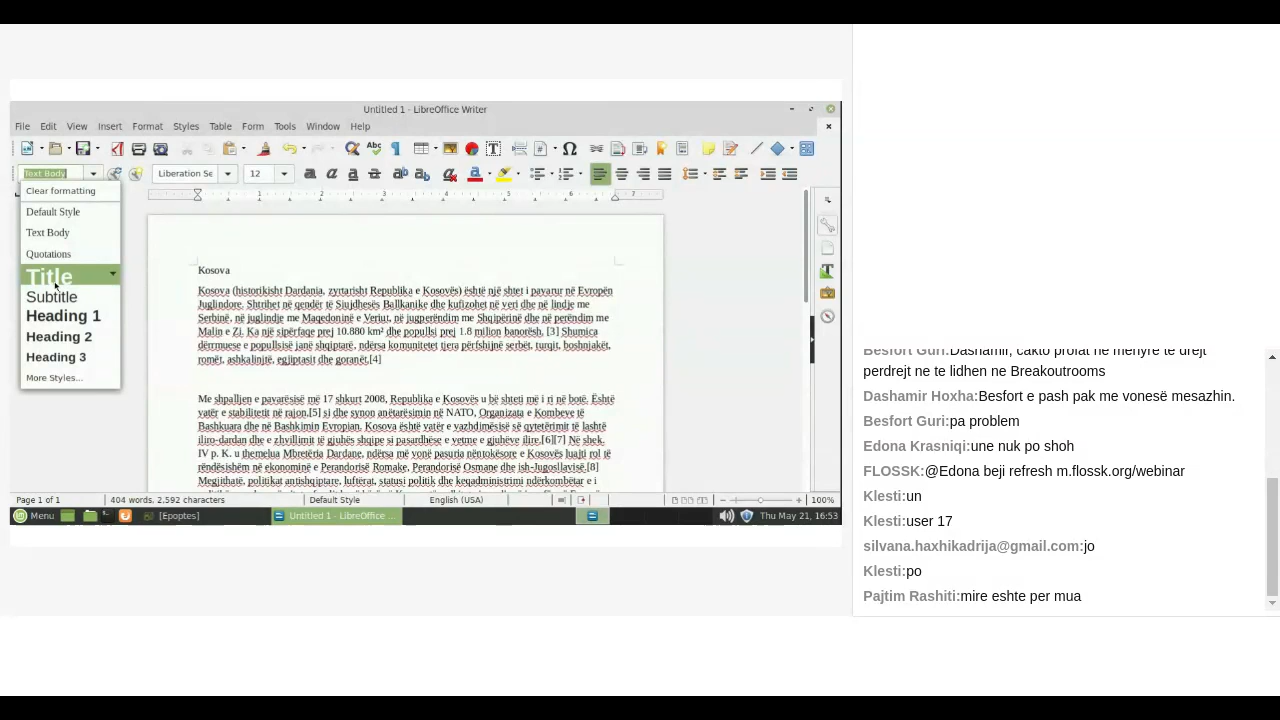 Untitled 1 - LibreOffice Writer
File Edit View Insert Format Styles Table Form Tools Window Help
Text Body
Liberation Se
12
Clear formatting
Default Style
Text Body
Quotations
Title
Subtitle
Heading 1
Heading 2
Heading 3
More Styles...
1 2 3 4 5 6 7
Kosova
Kosova (historikisht Dardania, zyrtarisht Republika e Kosovës) është një shtet i pavarur në Evropën
Juglindore. Shtrihet në qendër të Siujdhesës Ballkanike dhe kufizohet në veri dhe në lindje me
Serbinë, në juglindje me Maqedoninë e Veriut, në jugperëndim me Shqipërinë dhe në perëndim me
Malin e Zi. Ka një sipërfaqe prej 10.880 km² dhe popullsi prej 1.8 milion banorësh. [3] Shumica
dërrmuese e popullsisë janë shqiptarë, ndërsa komunitetet tjera përfshijnë serbët, turqit, boshnjakët,
romët, ashkalinjtë, egjiptasit dhe goranët.[4]
Me shpalljen e pavarësisë më 17 shkurt 2008, Republika e Kosovës u bë shteti më i ri në botë. Është
vatër e stabilitetit në rajon,[5] si dhe synon anëtarësimin në NATO, Organizata e Kombeve të
Bashkuara dhe në Bashkimin Evropian. Kosova është vatër e vazhdimësisë së qytetërimit të lashtë
iliro-dardan dhe e zhvillimit të gjuhës shqipe si pasardhëse e vetme e gjuhëve ilire.[6][7] Në shek.
IV p. K. u themelua Mbretëria Dardane, ndërsa më vonë pasuria nëntokësore e Kosovës luajti rol të
rëndësishëm në ekonominë e Perandorisë Romake, Perandorisë Osmane dhe ish-Jugosllavisë.[8]
Megjithatë, politikat antishqiptare, luftërat, statusi politik dhe keqadministrimi ndërkombëtar e i
Page 1 of 1
404 words, 2,592 characters
Default Style
English (USA)
100%
Menu
[Epoptes]
Untitled 1 - LibreOffice ...
Thu May 21, 16:53
Besfort Guri:Dashamir, cakto profat ne menyre te drejt
perdrejt ne te lidhen ne Breakoutrooms
Dashamir Hoxha:Besfort e pash pak me vonesë mesazhin.
Besfort Guri:pa problem
Edona Krasniqi:une nuk po shoh
FLOSSK:@Edona beji refresh m.flossk.org/webinar
Klesti:un
Klesti:user 17
silvana.haxhikadrija@gmail.com:jo
Klesti:po
Pajtim Rashiti:mire eshte per mua